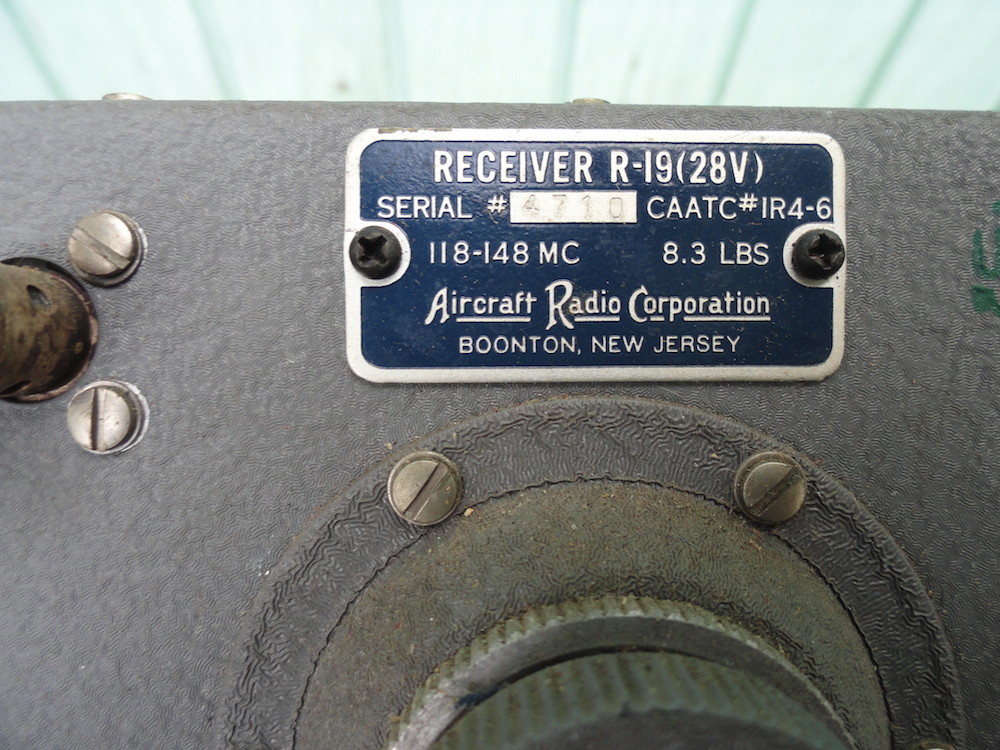 RECEIVER R-19(28V)
SERIAL # 4710 CAATC# 1R4-6
118-148 MC 8.3 LBS
Aircraft Radio Corporation
BOONTON, NEW JERSEY